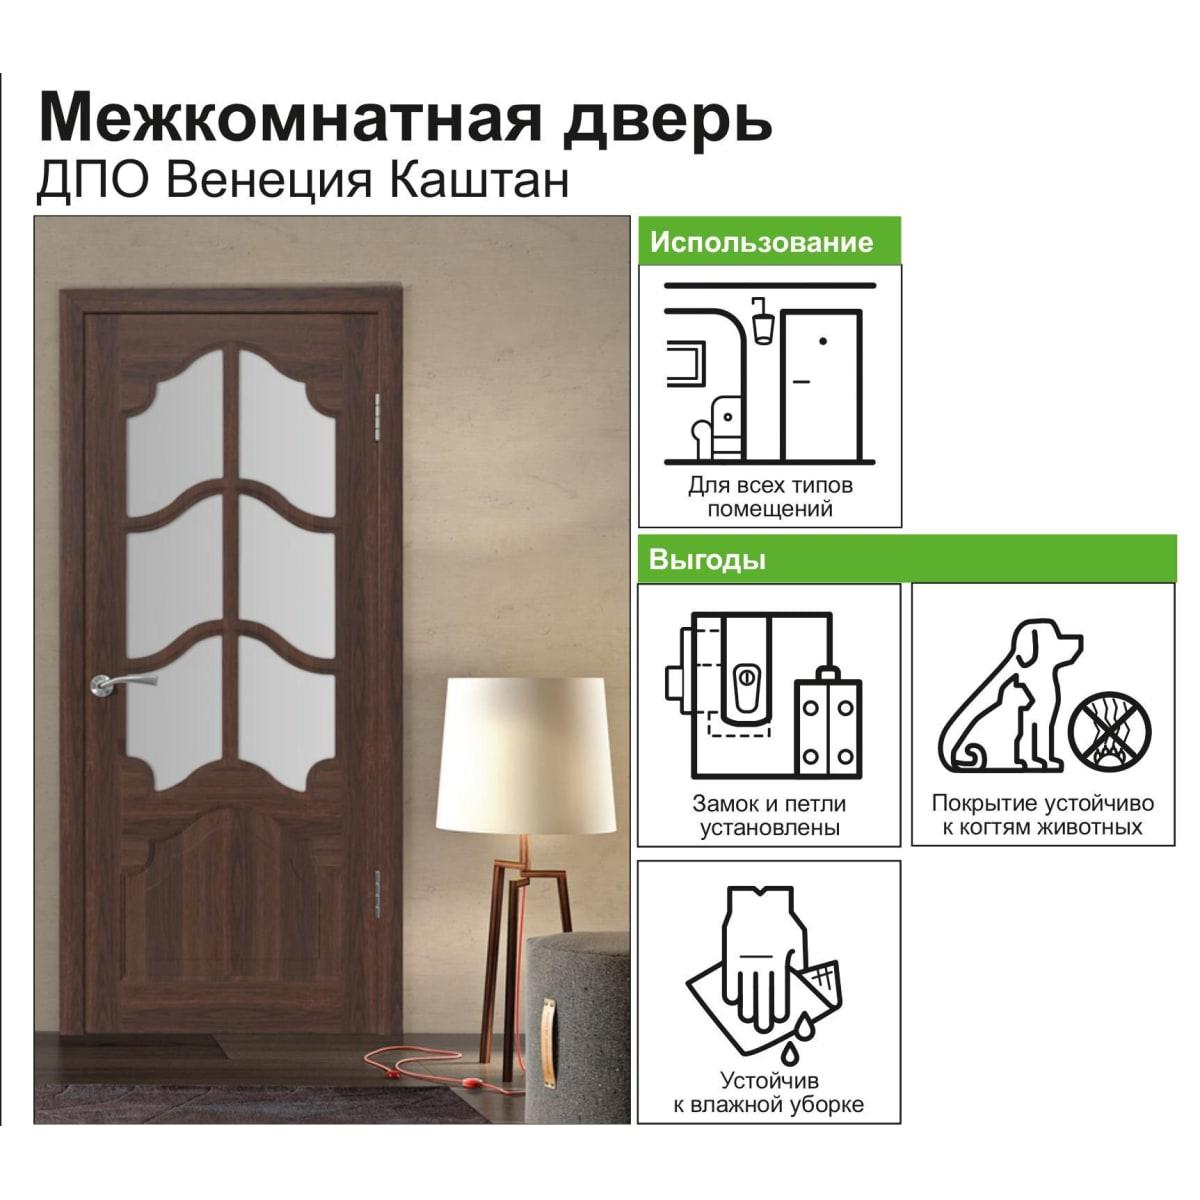 Межкомнатная дверь
ДПО Венеция Каштан
Использование
Для всех типов
помещений
Выгоды
Замок и петли
установлены
Покрытие устойчиво
к когтям животных
Устойчив
к влажной уборке